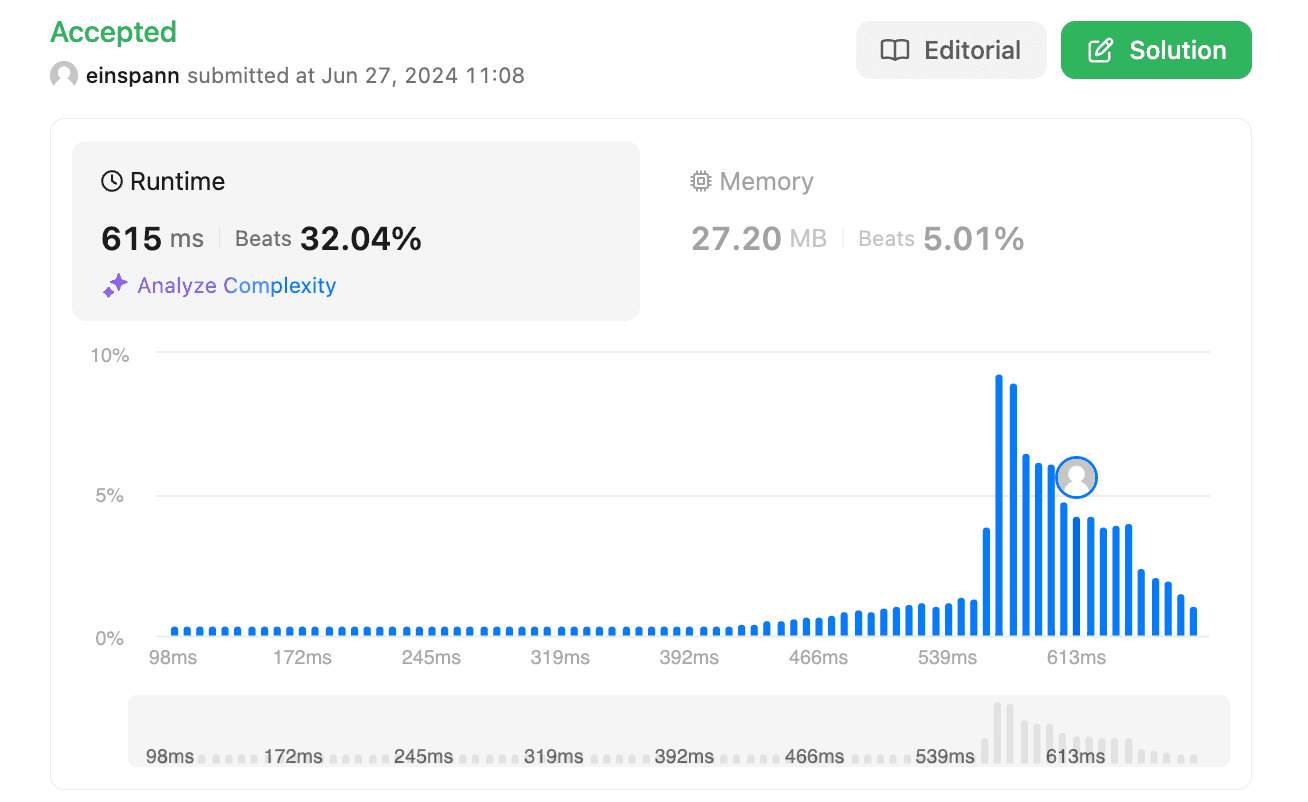 Accepted
Editorial
Solution
einspann submitted at Jun 27, 2024 11:08
Runtime
615 ms Beats 32.04%
Analyze Complexity
Memory
27.20 MB Beats 5.01%
10%
5%
0%
98ms 172ms 245ms 319ms 392ms 466ms 539ms 613ms
98ms 172ms 245ms 319ms 392ms 466ms 539ms 613ms